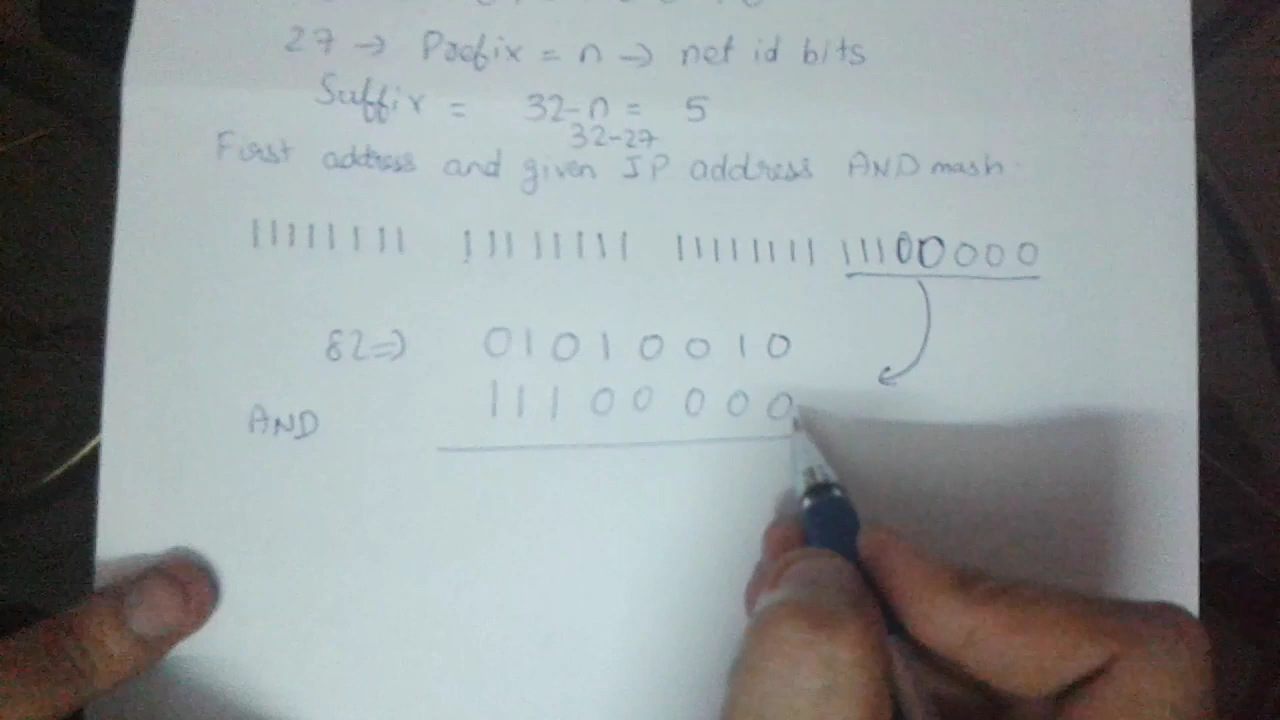 27 → Prefix = n → net id bits
Suffix = 32-n = 5
32-27
First address and given IP address AND mash.
11111111 11111111 11111111 11100000
82⇒ 01010010
AND 11100000